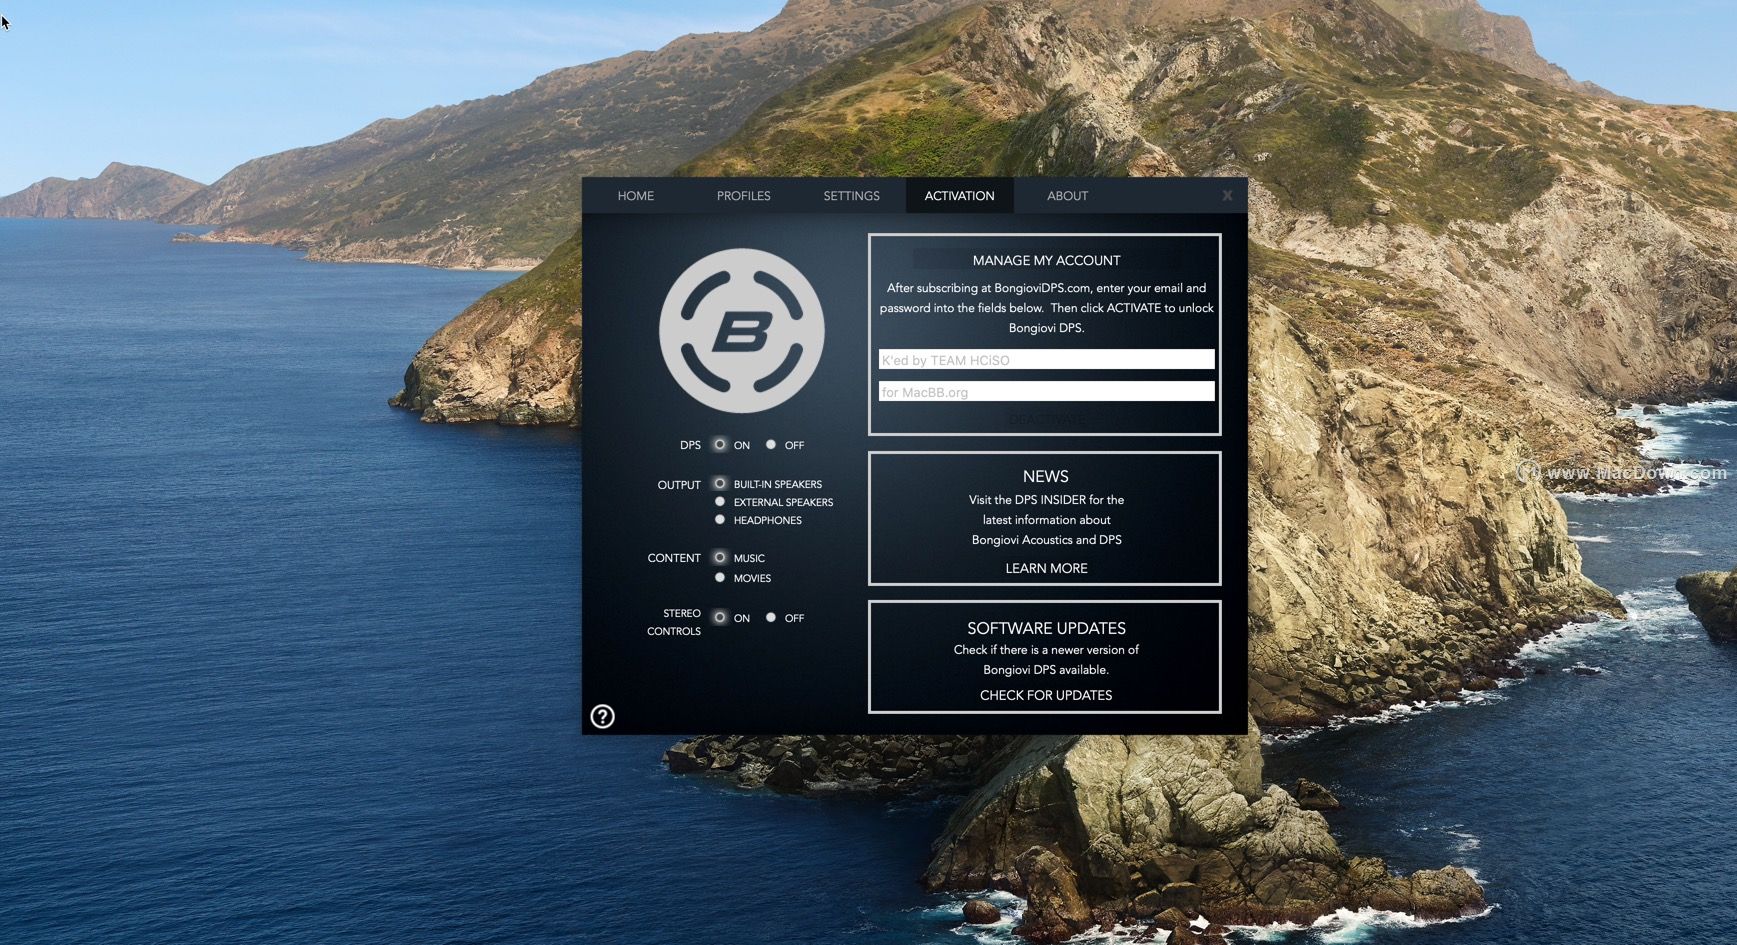 HOME PROFILES SETTINGS ACTIVATION ABOUT X
B
DPS ON OFF
OUTPUT BUILT-IN SPEAKERS
EXTERNAL SPEAKERS
HEADPHONES
CONTENT MUSIC
MOVIES
STEREO CONTROLS ON OFF
?
MANAGE MY ACCOUNT
After subscribing at BongioviDPS.com, enter your email and
password into the fields below. Then click ACTIVATE to unlock
Bongiovi DPS.
K'ed by TEAM HCiSO
for MacBB.org
DEACTIVATE
NEWS
Visit the DPS INSIDER for the
latest information about
Bongiovi Acoustics and DPS
LEARN MORE
SOFTWARE UPDATES
Check if there is a newer version of
Bongiovi DPS available.
CHECK FOR UPDATES
www.MacDown.com